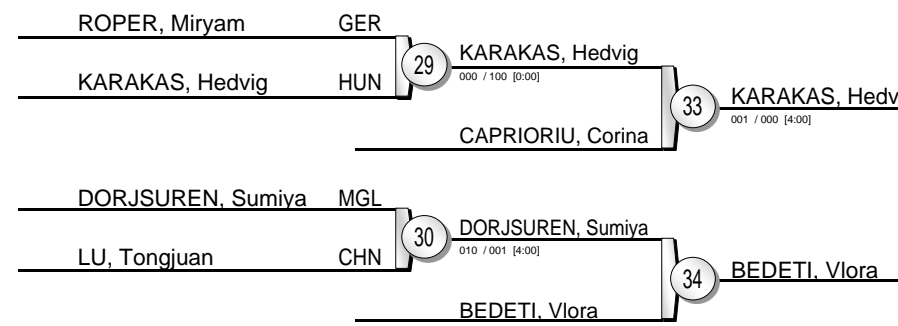 ROPER, Miryam GER
29
KARAKAS, Hedvig
000 / 100 [0:00]
KARAKAS, Hedvig HUN
33
KARAKAS, Hedv
001 / 000 [4:00]
CAPRIORIU, Corina
DORJSUREN, Sumiya MGL
30
DORJSUREN, Sumiya
010 / 001 [4:00]
LU, Tongjuan CHN
34
BEDETI, Vlora
BEDETI, Vlora